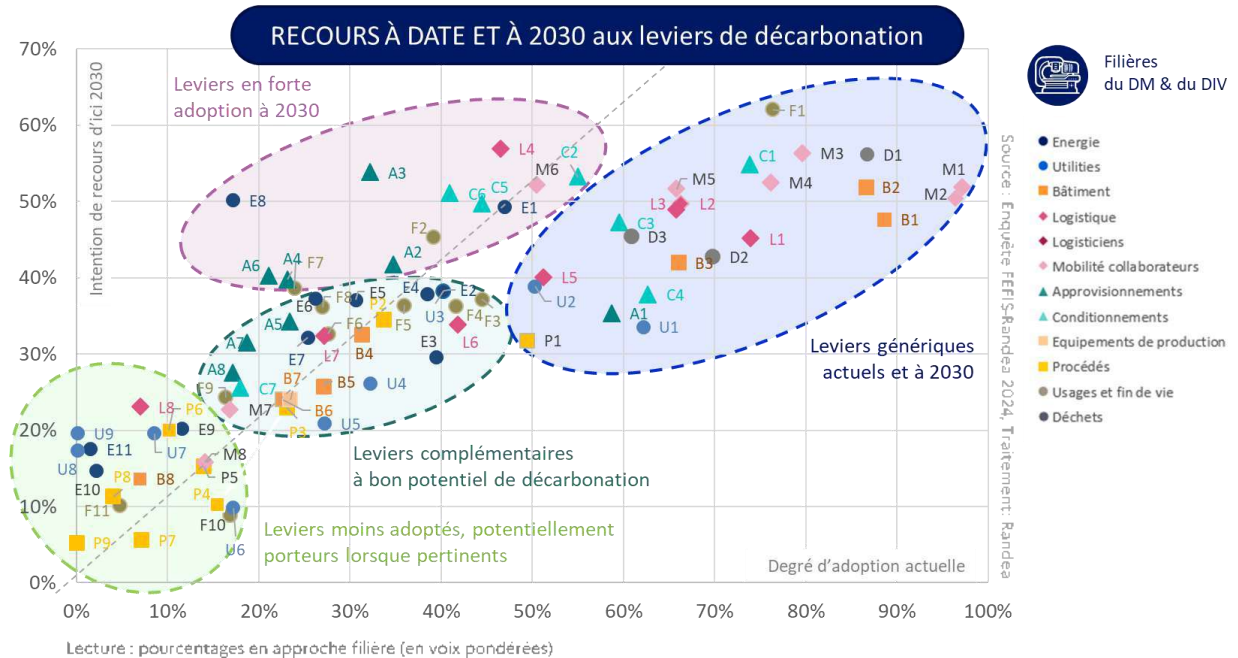 RECOURS À DATE ET À 2030 aux leviers de décarbonation
Filières
du DM & du DIV
70%
60%
50%
40%
30%
20%
10%
0%
Intention de recours d'ici 2030
Leviers en forte
adoption à 2030
F1
L4
C2
M6
A3
C6
C5
E8
E1
F2
A2
A6
A4
F7
C1
M3
D1
M1
M5
M4
B2
M2
L3
L2
B1
C3
D3
L1
D2
B3
L5
U2
C4
A1
U1
P1
Leviers génériques
actuels et à 2030
E6
F8
E5
E4
E2
P2
U3
F3
F4
F5
A5
F6
L6
A7
E7
L7
B4
E3
A8
C7
B7
B5
U4
F9
M7
B6
P3
U5
Leviers complémentaires
à bon potentiel de décarbonation
L8
P6
U9
E9
E11
U7
U8
M8
E10
P8
B8
P5
P4
F11
F10
P9
P7
U6
Leviers moins adoptés, potentiellement
porteurs lorsque pertinents
Degré d'adoption actuelle
0%
10%
20%
30%
40%
50%
60%
70%
80%
90%
100%
Energie
Utilities
Bâtiment
Logistique
Logisticiens
Mobilité collaborateurs
Approvisionnements
Conditionnements
Equipements de production
Procédés
Usages et fin de vie
Déchets
Source : Enquête FEFIS-Randea 2024, Traitement: Randea
Lecture : pourcentages en approche filière (en voix pondérées)